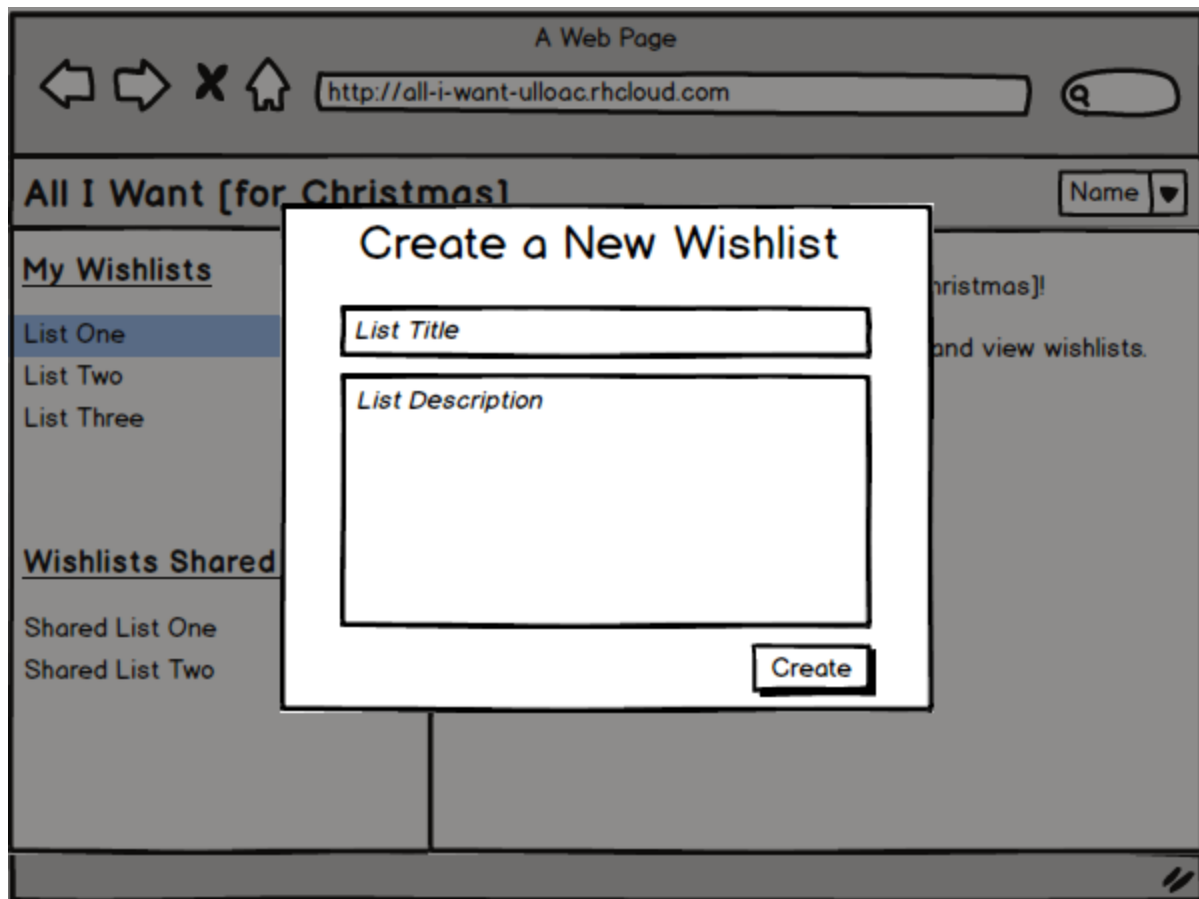 A Web Page
http://all-i-want-ulloac.rhcloud.com
All I Want [for Christmas]
Name
My Wishlists
List One
List Two
List Three
Wishlists Shared
Shared List One
Shared List Two
Create a New Wishlist
List Title
List Description
Create
ristmas]!
and view wishlists.